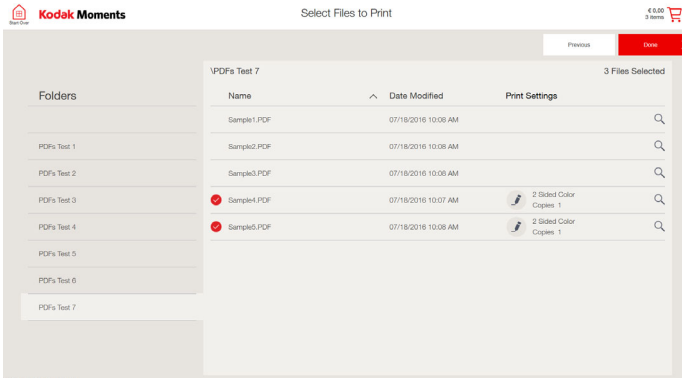 Start Over
Kodak Moments
Select Files to Print
€ 0.00
3 items
Previous
Done
\PDFs Test 7
3 Files Selected
Folders
Name
Date Modified
Print Settings
Sample1.PDF
07/18/2016 10:08 AM
PDFs Test 1
Sample2.PDF
07/18/2016 10:08 AM
PDFs Test 2
Sample3.PDF
07/18/2016 10:08 AM
PDFs Test 3
Sample4.PDF
07/18/2016 10:07 AM
2 Sided Color
Copies 1
PDFs Test 4
Sample5.PDF
07/18/2016 10:08 AM
2 Sided Color
Copies 1
PDFs Test 5
PDFs Test 6
PDFs Test 7